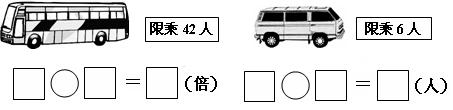 限乘 42 人 限乘 6 人
□○□=□(倍) □○□=□(人)